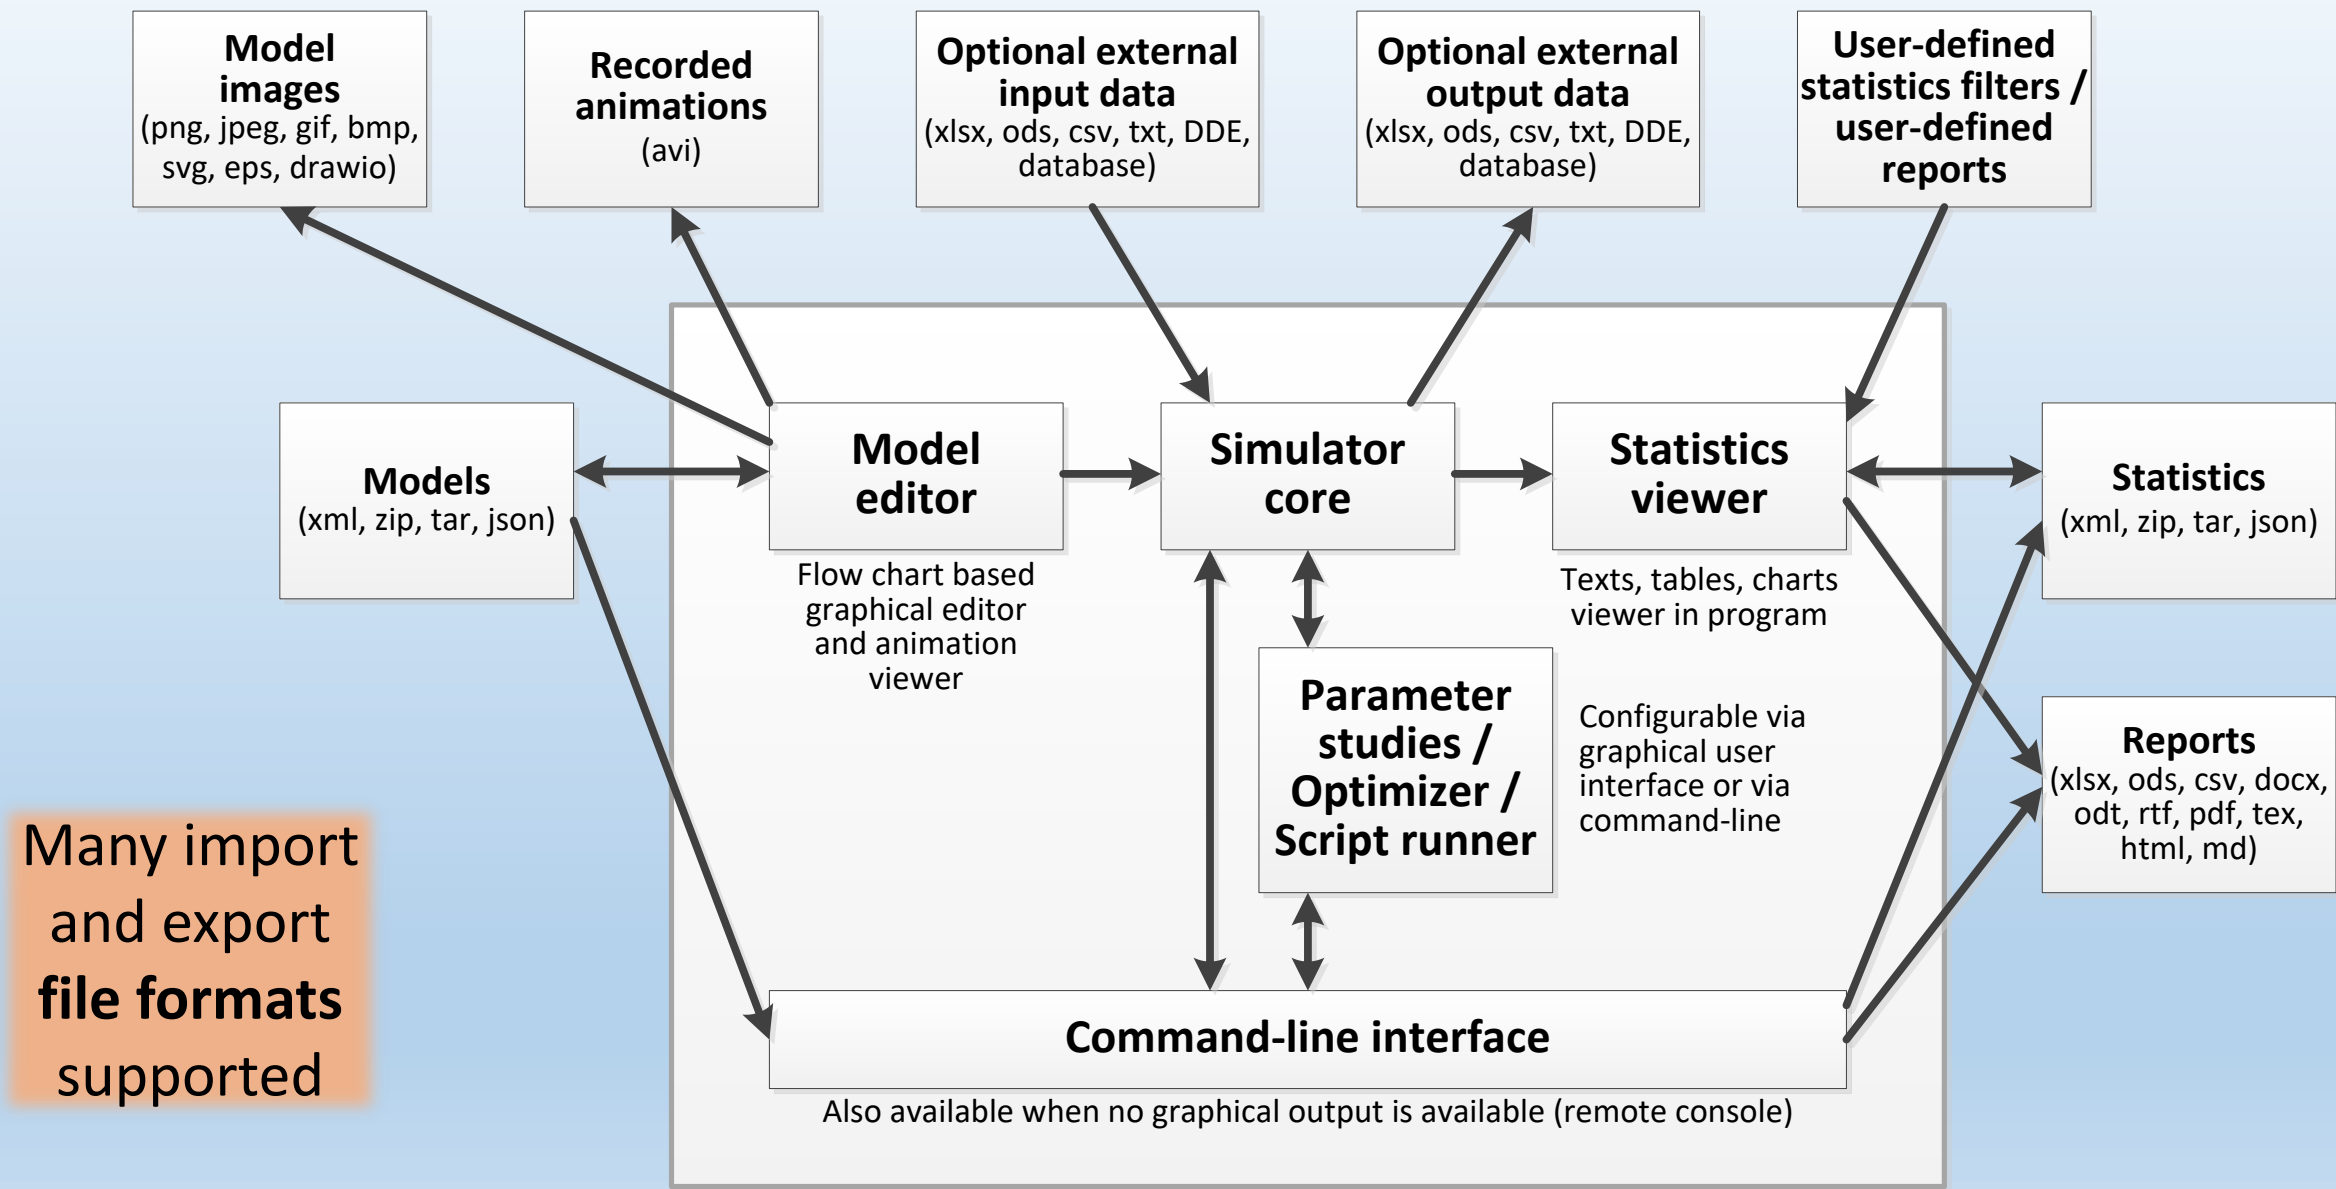 Model
images
(png, jpeg, gif, bmp,
svg, eps, drawio)
Recorded
animations
(avi)
Optional external
input data
(xlsx, ods, csv, txt, DDE,
database)
Optional external
output data
(xlsx, ods, csv, txt, DDE,
database)
User-defined
statistics filters /
user-defined
reports
Models
(xml, zip, tar, json)
Model
editor
Flow chart based
graphical editor
and animation
viewer
Simulator
core
Statistics
viewer
Texts, tables, charts
viewer in program
Statistics
(xml, zip, tar, json)
Parameter
studies /
Optimizer /
Script runner
Configurable via
graphical user
interface or via
command-line
Reports
(xlsx, ods, csv, docx,
odt, rtf, pdf, tex,
html, md)
Many import
and export
file formats
supported
Command-line interface
Also available when no graphical output is available (remote console)